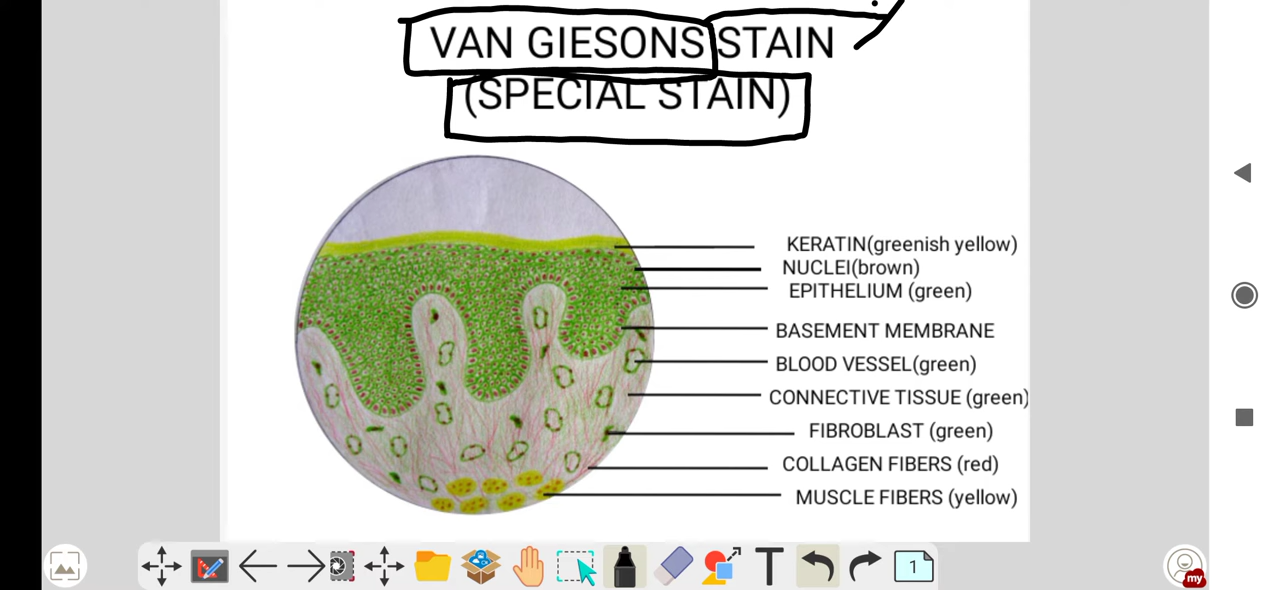 VAN GIESONS STAIN
(SPECIAL STAIN)
KERATIN(greenish yellow)
NUCLEI(brown)
EPITHELIUM (green)
BASEMENT MEMBRANE
BLOOD VESSEL(green)
CONNECTIVE TISSUE (green)
FIBROBLAST (green)
COLLAGEN FIBERS (red)
MUSCLE FIBERS (yellow)
T
1
my